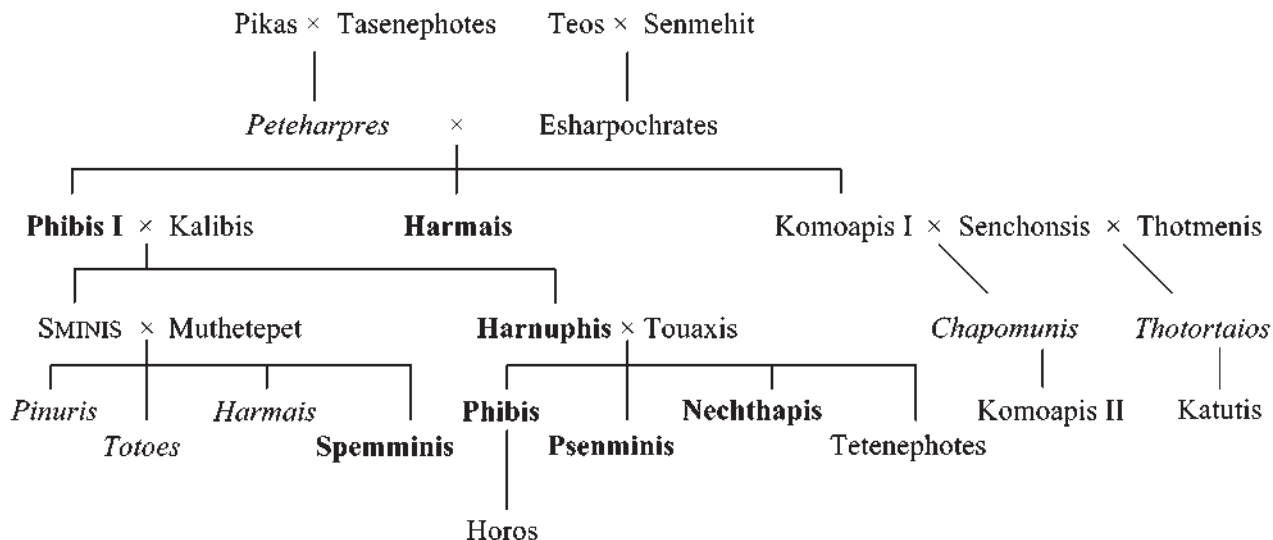 Pikas × Tasenephotes Teos × Senmehit
Peteharpres × Esharpochrates
Phibis I × Kalibis Harmais Komoapis I × Senchonsis × Thotmenis
SMINIS × Muthetepet Harnuphis × Touaxis Chapomunis Thotortaios
Pinuris Harmais Phibis Nechthapis Komoapis II Katutis
Totoes Spemminis Psenminis Tetenephotes
Horos